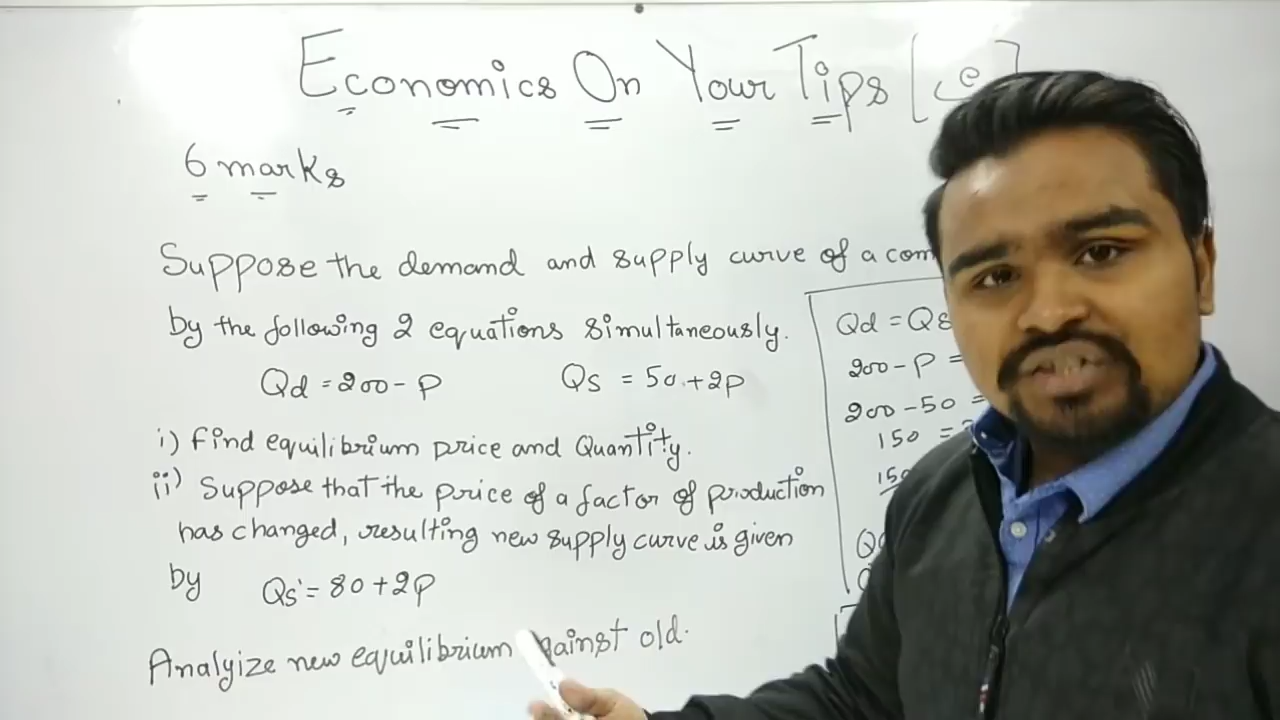 Economics On Your Tips [
6 marks
Suppose the demand and supply curve of a
by the following 2 equations simultaneously.
Qd = 200 - P Qs = 50 + 2P
i) Find equilibrium price and Quantity.
ii) Suppose that the price of a factor of production
has changed, resulting new supply curve is given
by Qs' = 80 + 2P
Analyize new equilibrium against old.
Qd = Qs
200 - P =
200 - 50 =
150 =
150